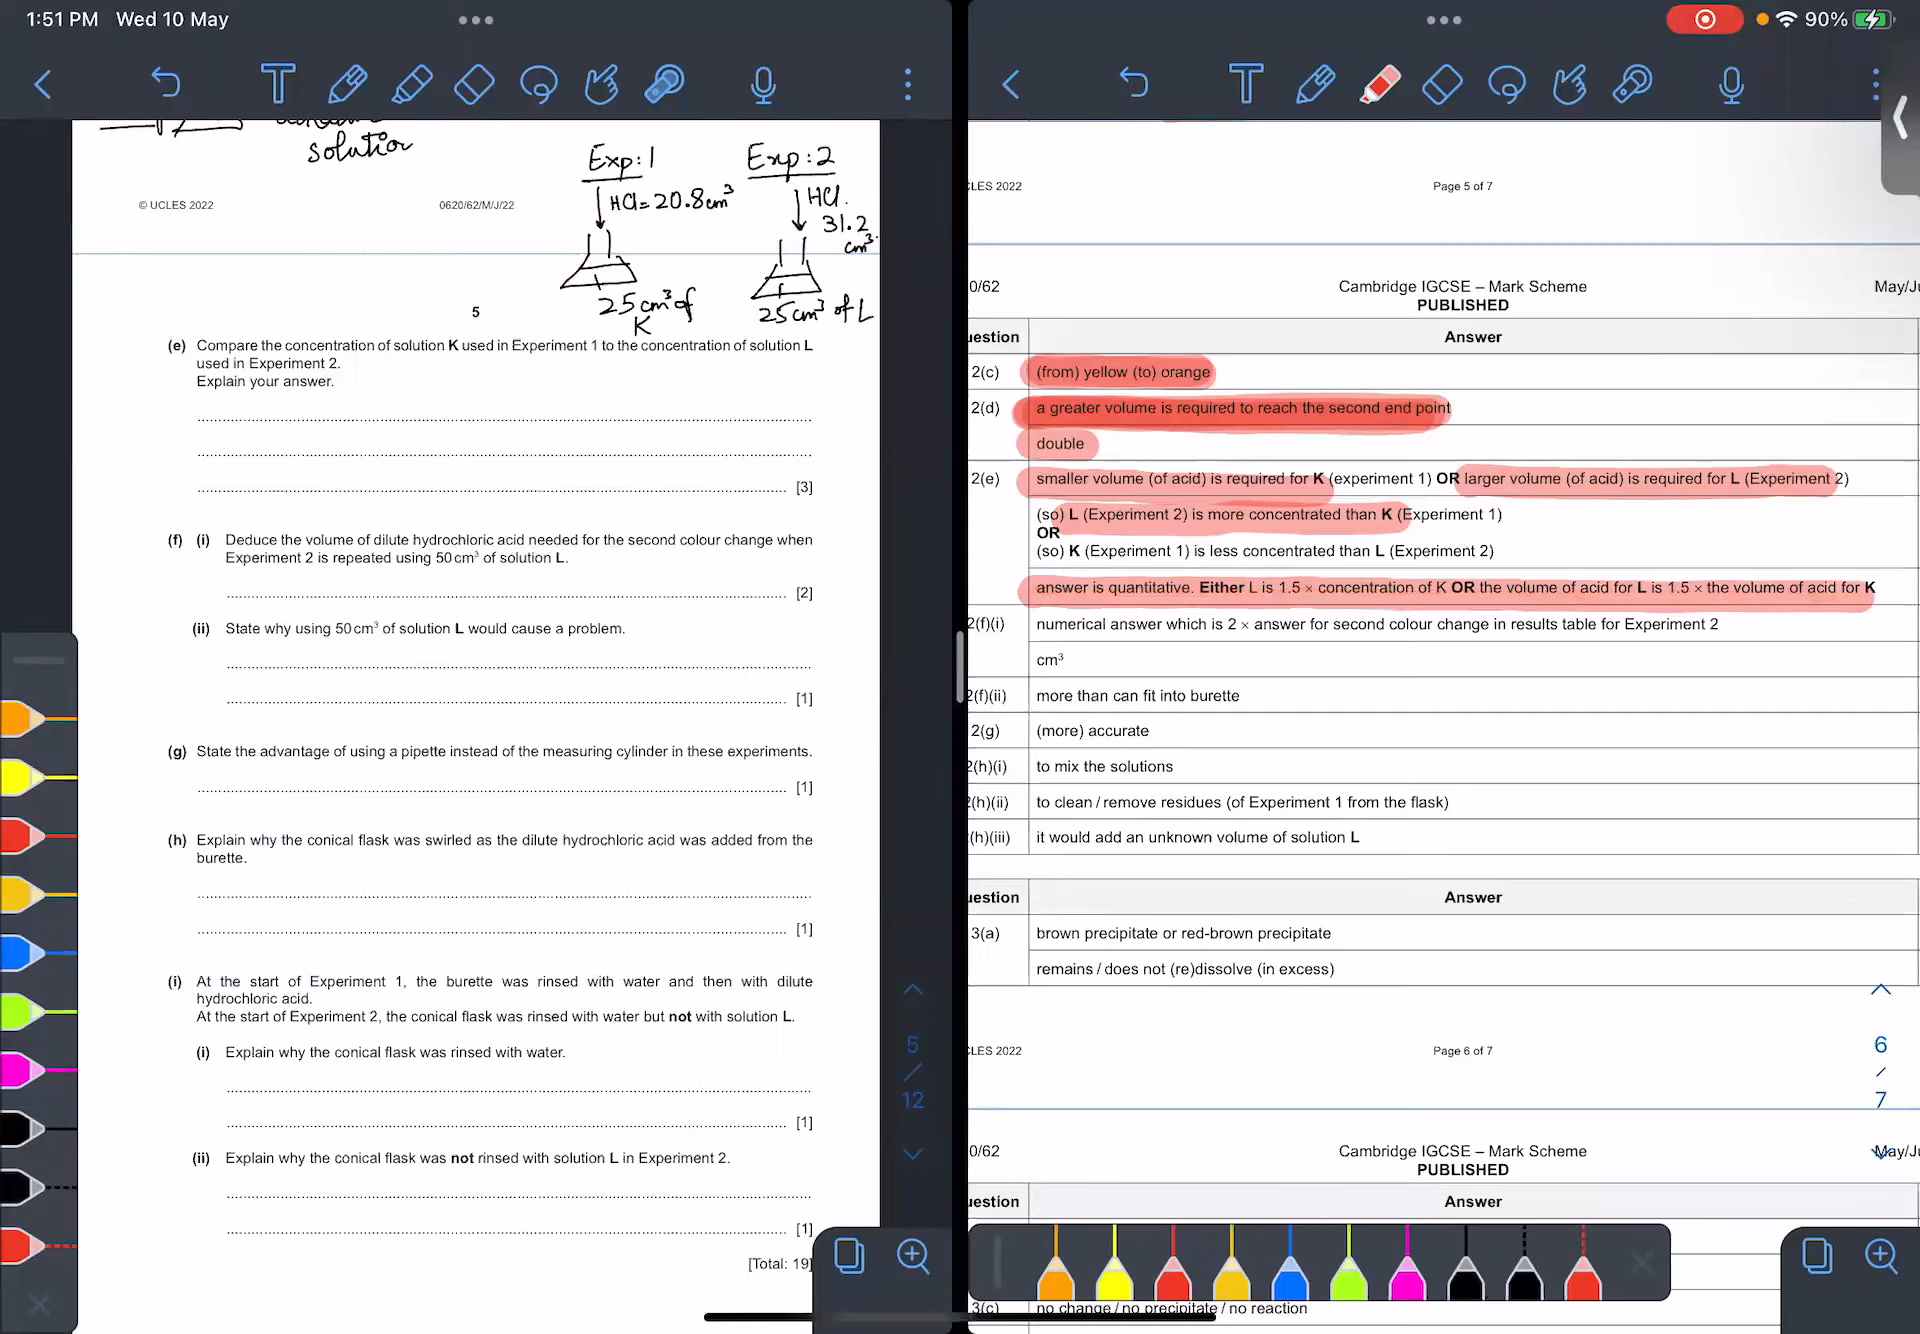 1:51 PM Wed 10 May
solution
Exp:1
HCl=20.8cm³
25cm³ of
K
Exp:2
HCl.
31.2
cm³.
25cm³ of L
© UCLES 2022
0620/62/M/J/22
5
(e) Compare the concentration of solution K used in Experiment 1 to the concentration of solution L
used in Experiment 2.
Explain your answer.
[3]
(f) (i) Deduce the volume of dilute hydrochloric acid needed for the second colour change when
Experiment 2 is repeated using 50 cm³ of solution L.
[2]
(ii) State why using 50 cm³ of solution L would cause a problem.
[1]
(g) State the advantage of using a pipette instead of the measuring cylinder in these experiments.
[1]
(h) Explain why the conical flask was swirled as the dilute hydrochloric acid was added from the
burette.
[1]
(i) At the start of Experiment 1, the burette was rinsed with water and then with dilute
hydrochloric acid.
At the start of Experiment 2, the conical flask was rinsed with water but not with solution L.
(i) Explain why the conical flask was rinsed with water.
[1]
(ii) Explain why the conical flask was not rinsed with solution L in Experiment 2.
[1]
[Total: 19]
5
/
12
90%
CLES 2022
Page 5 of 7
0/62
Cambridge IGCSE – Mark Scheme
May/Ju
PUBLISHED
uestion
Answer
2(c) (from) yellow (to) orange
2(d) a greater volume is required to reach the second end point
double
2(e) smaller volume (of acid) is required for K (experiment 1) OR larger volume (of acid) is required for L (Experiment 2)
(so) L (Experiment 2) is more concentrated than K (Experiment 1)
OR
(so) K (Experiment 1) is less concentrated than L (Experiment 2)
answer is quantitative. Either L is 1.5 × concentration of K OR the volume of acid for L is 1.5 × the volume of acid for K
2(f)(i) numerical answer which is 2 × answer for second colour change in results table for Experiment 2
cm³
2(f)(ii) more than can fit into burette
2(g) (more) accurate
2(h)(i) to mix the solutions
2(h)(ii) to clean / remove residues (of Experiment 1 from the flask)
(h)(iii) it would add an unknown volume of solution L
uestion
Answer
3(a) brown precipitate or red-brown precipitate
remains / does not (re)dissolve (in excess)
CLES 2022
Page 6 of 7
6
/
7
0/62
Cambridge IGCSE – Mark Scheme
May/Ju
PUBLISHED
uestion
Answer
3(c) no change / no precipitate / no reaction